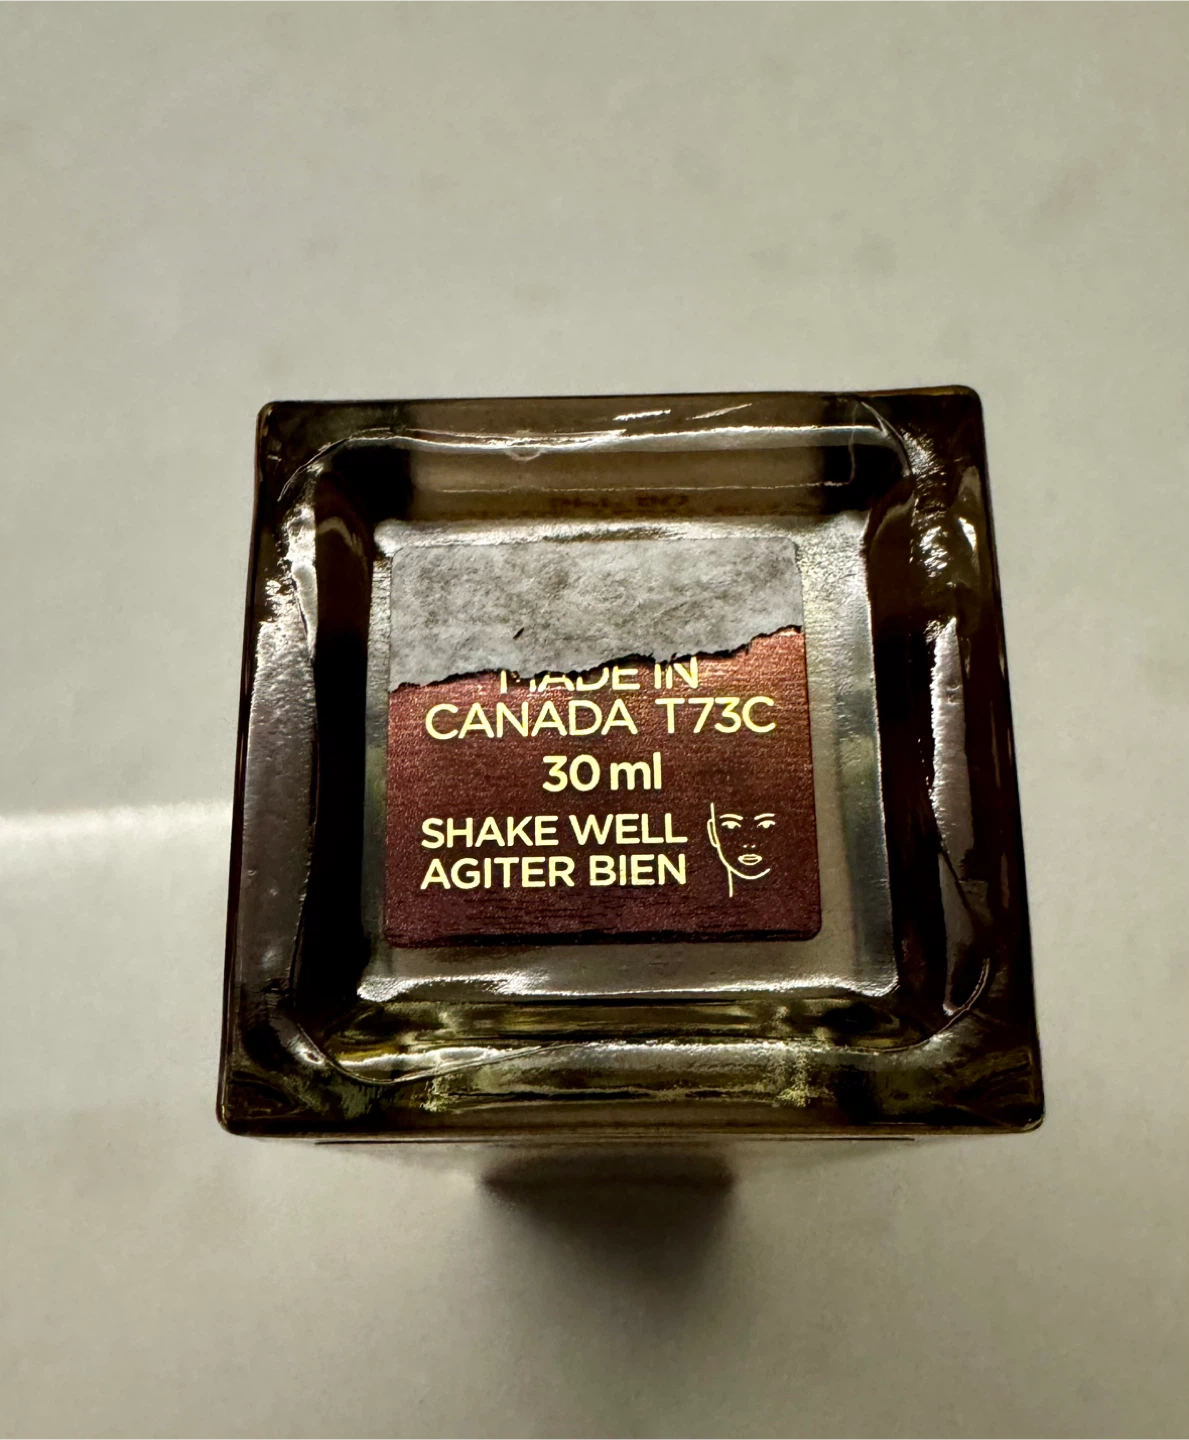 MADE IN
CANADA T73C
30 ml
SHAKE WELL
AGITER BIEN